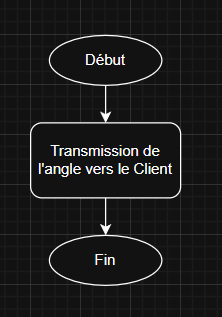 Début
Transmission de
l'angle vers le Client
Fin